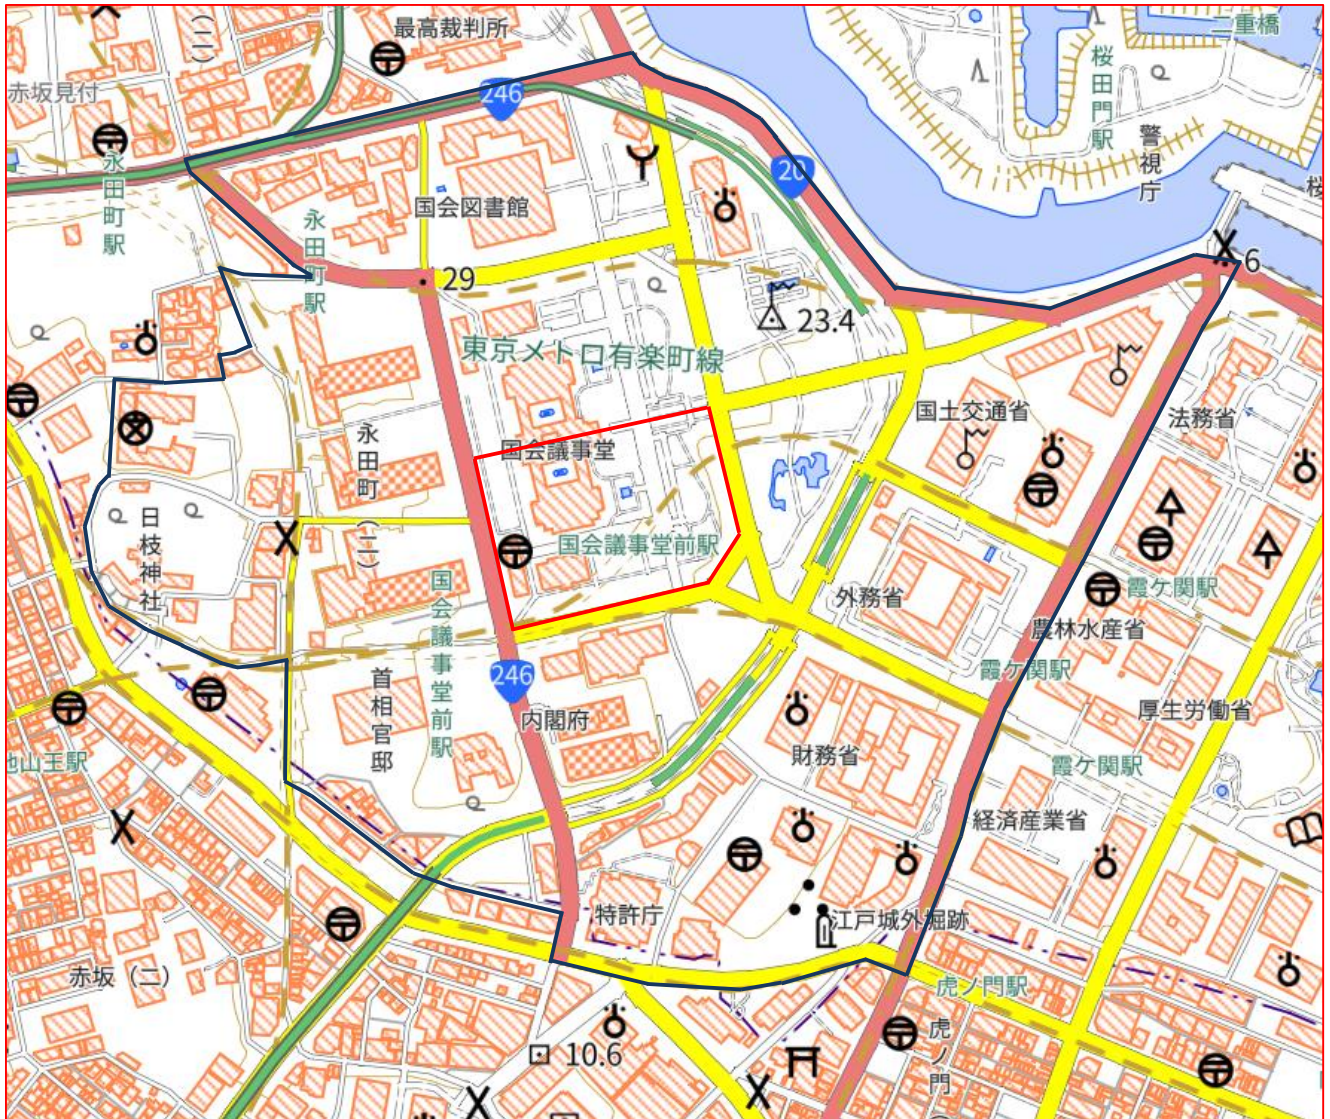 最高裁判所
二重橋
(二)
赤坂見付
246
桜田門駅
警視庁
永田町駅
20
桜
国会図書館
永田町駅
29
6
23.4
東京メトロ有楽町線
国土交通省
法務省
永田町(二)
国会議事堂
日枝神社
国会議事堂前駅
霞ケ関駅
外務省
農林水産省
国会議事堂前駅
霞ケ関駅
首相官邸
246
内閣府
厚生労働省
池山王駅
財務省
霞ケ関駅
経済産業省
特許庁
江戸城外堀跡
赤坂(二)
虎ノ門駅
虎ノ門(
10.6